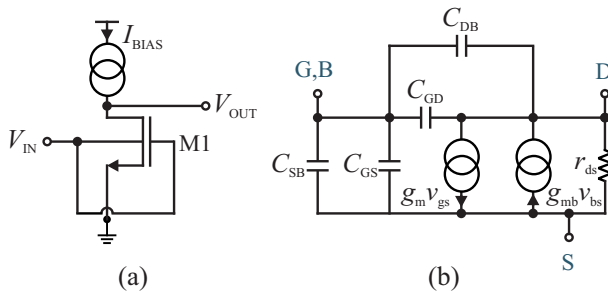 I_BIAS
V_OUT
V_IN
M1
(a)
C_DB
G,B
D
C_GD
C_SB
C_GS
r_ds
g_m v_gs
g_mb v_bs
S
(b)